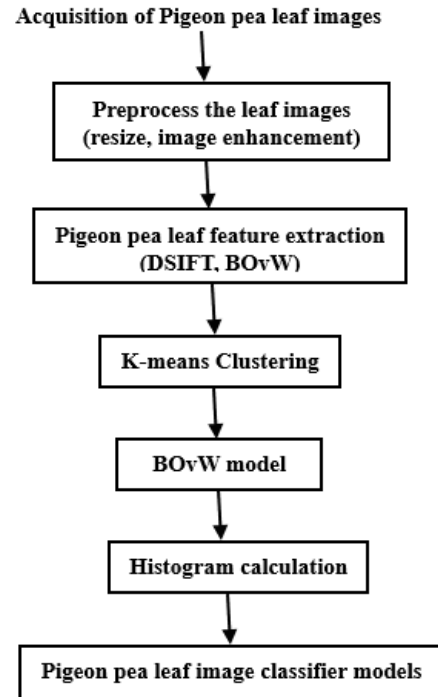 Acquisition of Pigeon pea leaf images
Preprocess the leaf images
(resize, image enhancement)
Pigeon pea leaf feature extraction
(DSIFT, BOvW)
K-means Clustering
BOvW model
Histogram calculation
Pigeon pea leaf image classifier models